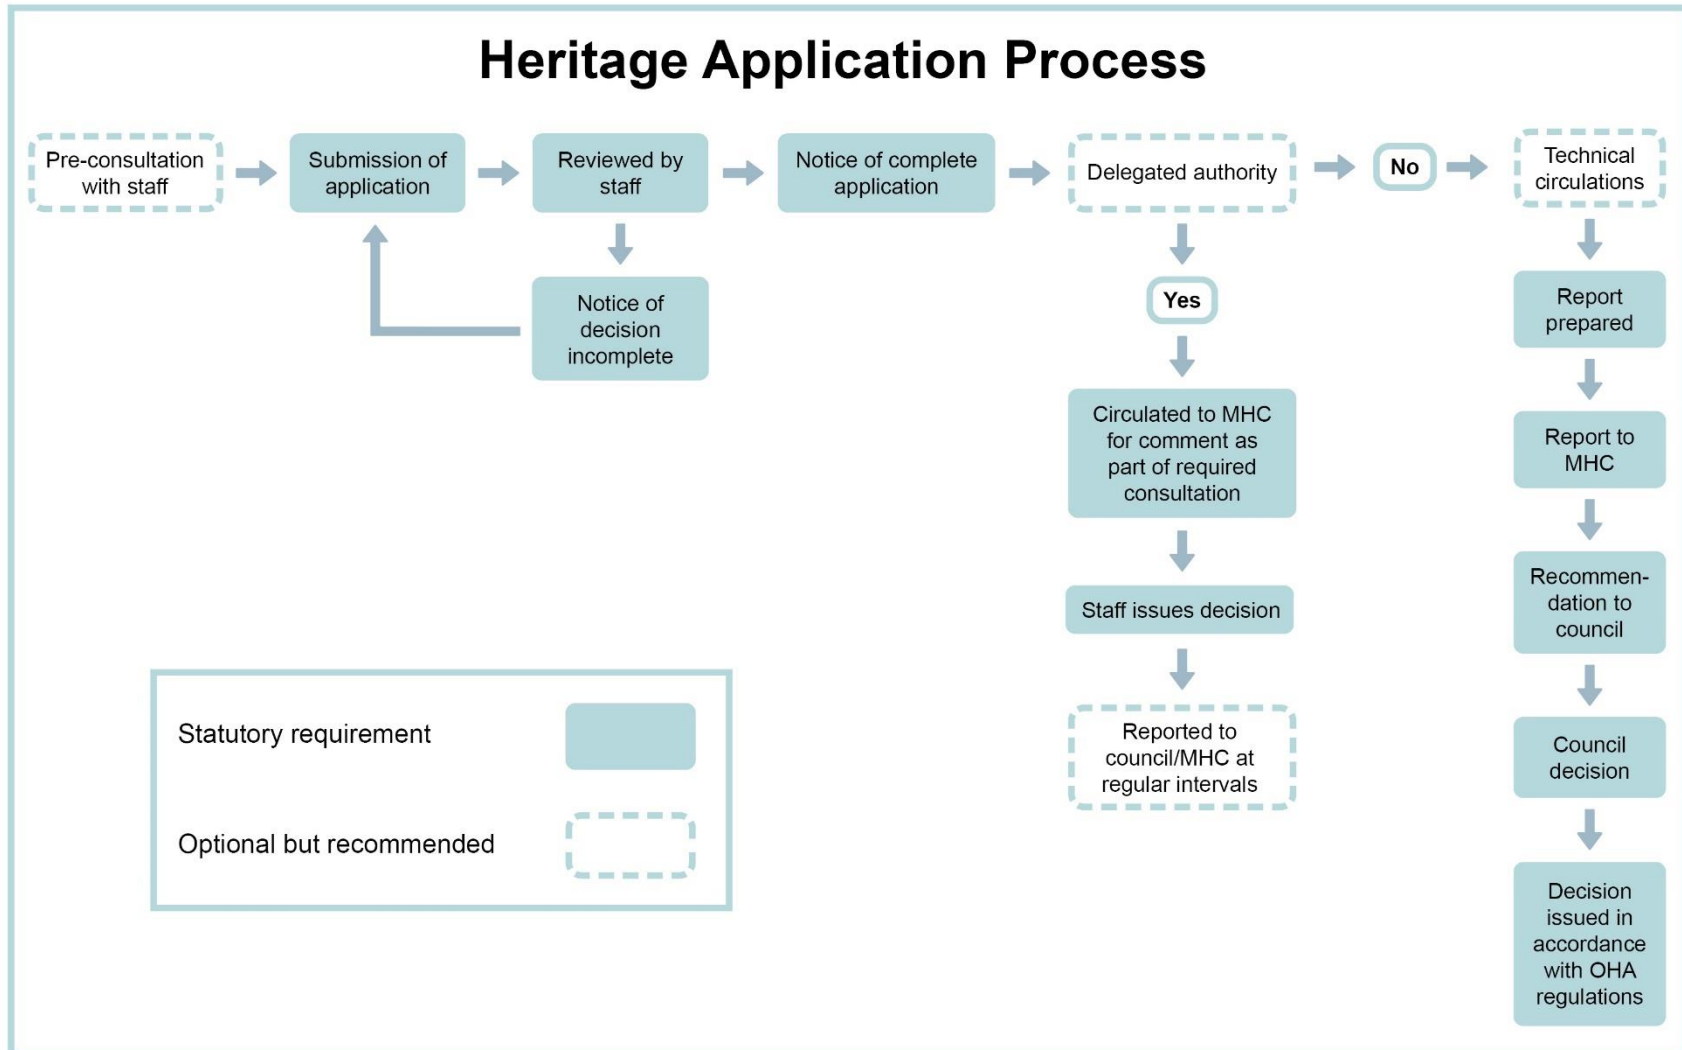 Heritage Application Process
Pre-consultation
with staff
Submission of
application
Reviewed by
staff
Notice of complete
application
Delegated authority
No
Technical
circulations
Notice of
decision
incomplete
Yes
Circulated to MHC
for comment as
part of required
consultation
Staff issues decision
Reported to
council/MHC at
regular intervals
Report
prepared
Report to
MHC
Recommen-
dation to
council
Council
decision
Decision
issued in
accordance
with OHA
regulations
Statutory requirement
Optional but recommended